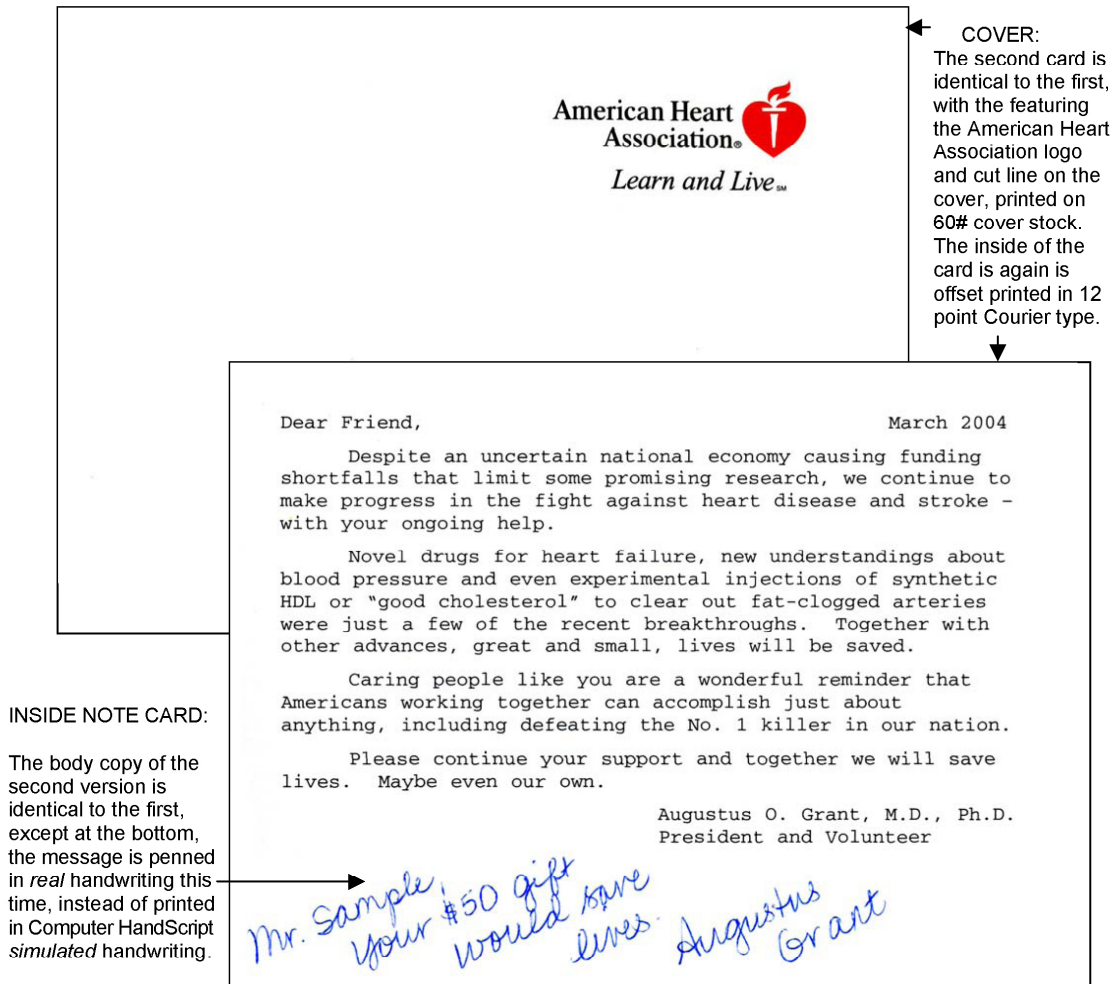 American Heart
Association®
Learn and Live℠
COVER:
The second card is
identical to the first,
with the featuring
the American Heart
Association logo
and cut line on the
cover, printed on
60# cover stock.
The inside of the
card is again is
offset printed in 12
point Courier type.
Dear Friend, March 2004
Despite an uncertain national economy causing funding
shortfalls that limit some promising research, we continue to
make progress in the fight against heart disease and stroke –
with your ongoing help.
Novel drugs for heart failure, new understandings about
blood pressure and even experimental injections of synthetic
HDL or “good cholesterol” to clear out fat-clogged arteries
were just a few of the recent breakthroughs. Together with
other advances, great and small, lives will be saved.
Caring people like you are a wonderful reminder that
Americans working together can accomplish just about
anything, including defeating the No. 1 killer in our nation.
Please continue your support and together we will save
lives. Maybe even our own.
Augustus O. Grant, M.D., Ph.D.
President and Volunteer
INSIDE NOTE CARD:
The body copy of the
second version is
identical to the first,
except at the bottom,
the message is penned
in real handwriting this
time, instead of printed
in Computer HandScript
simulated handwriting.
Mr. Sample,
your $50 gift
would save
lives.
Augustus
Grant